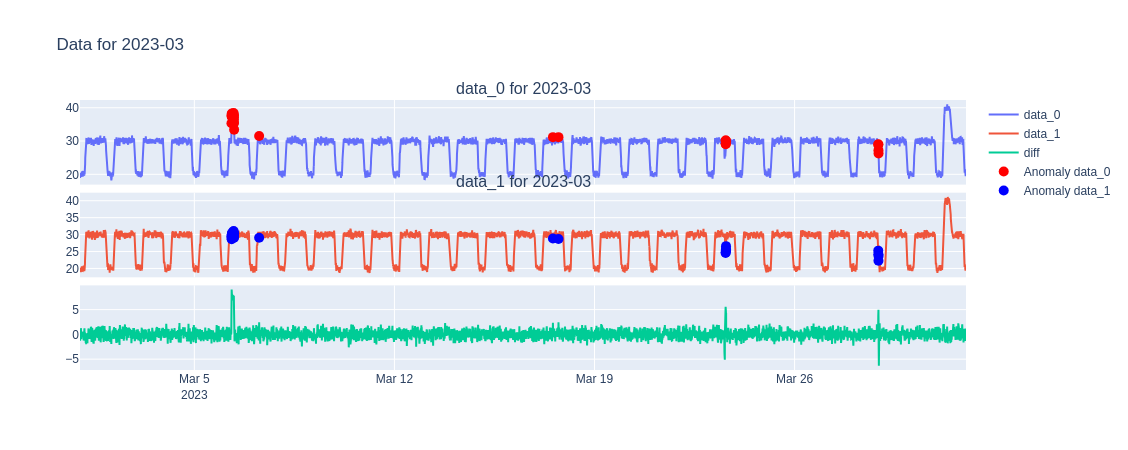 Data for 2023-03
data_0 for 2023-03
40
30
20
data_1 for 2023-03
40
35
30
25
20
5
0
−5
Mar 5
2023
Mar 12
Mar 19
Mar 26
data_0
data_1
diff
Anomaly data_0
Anomaly data_1